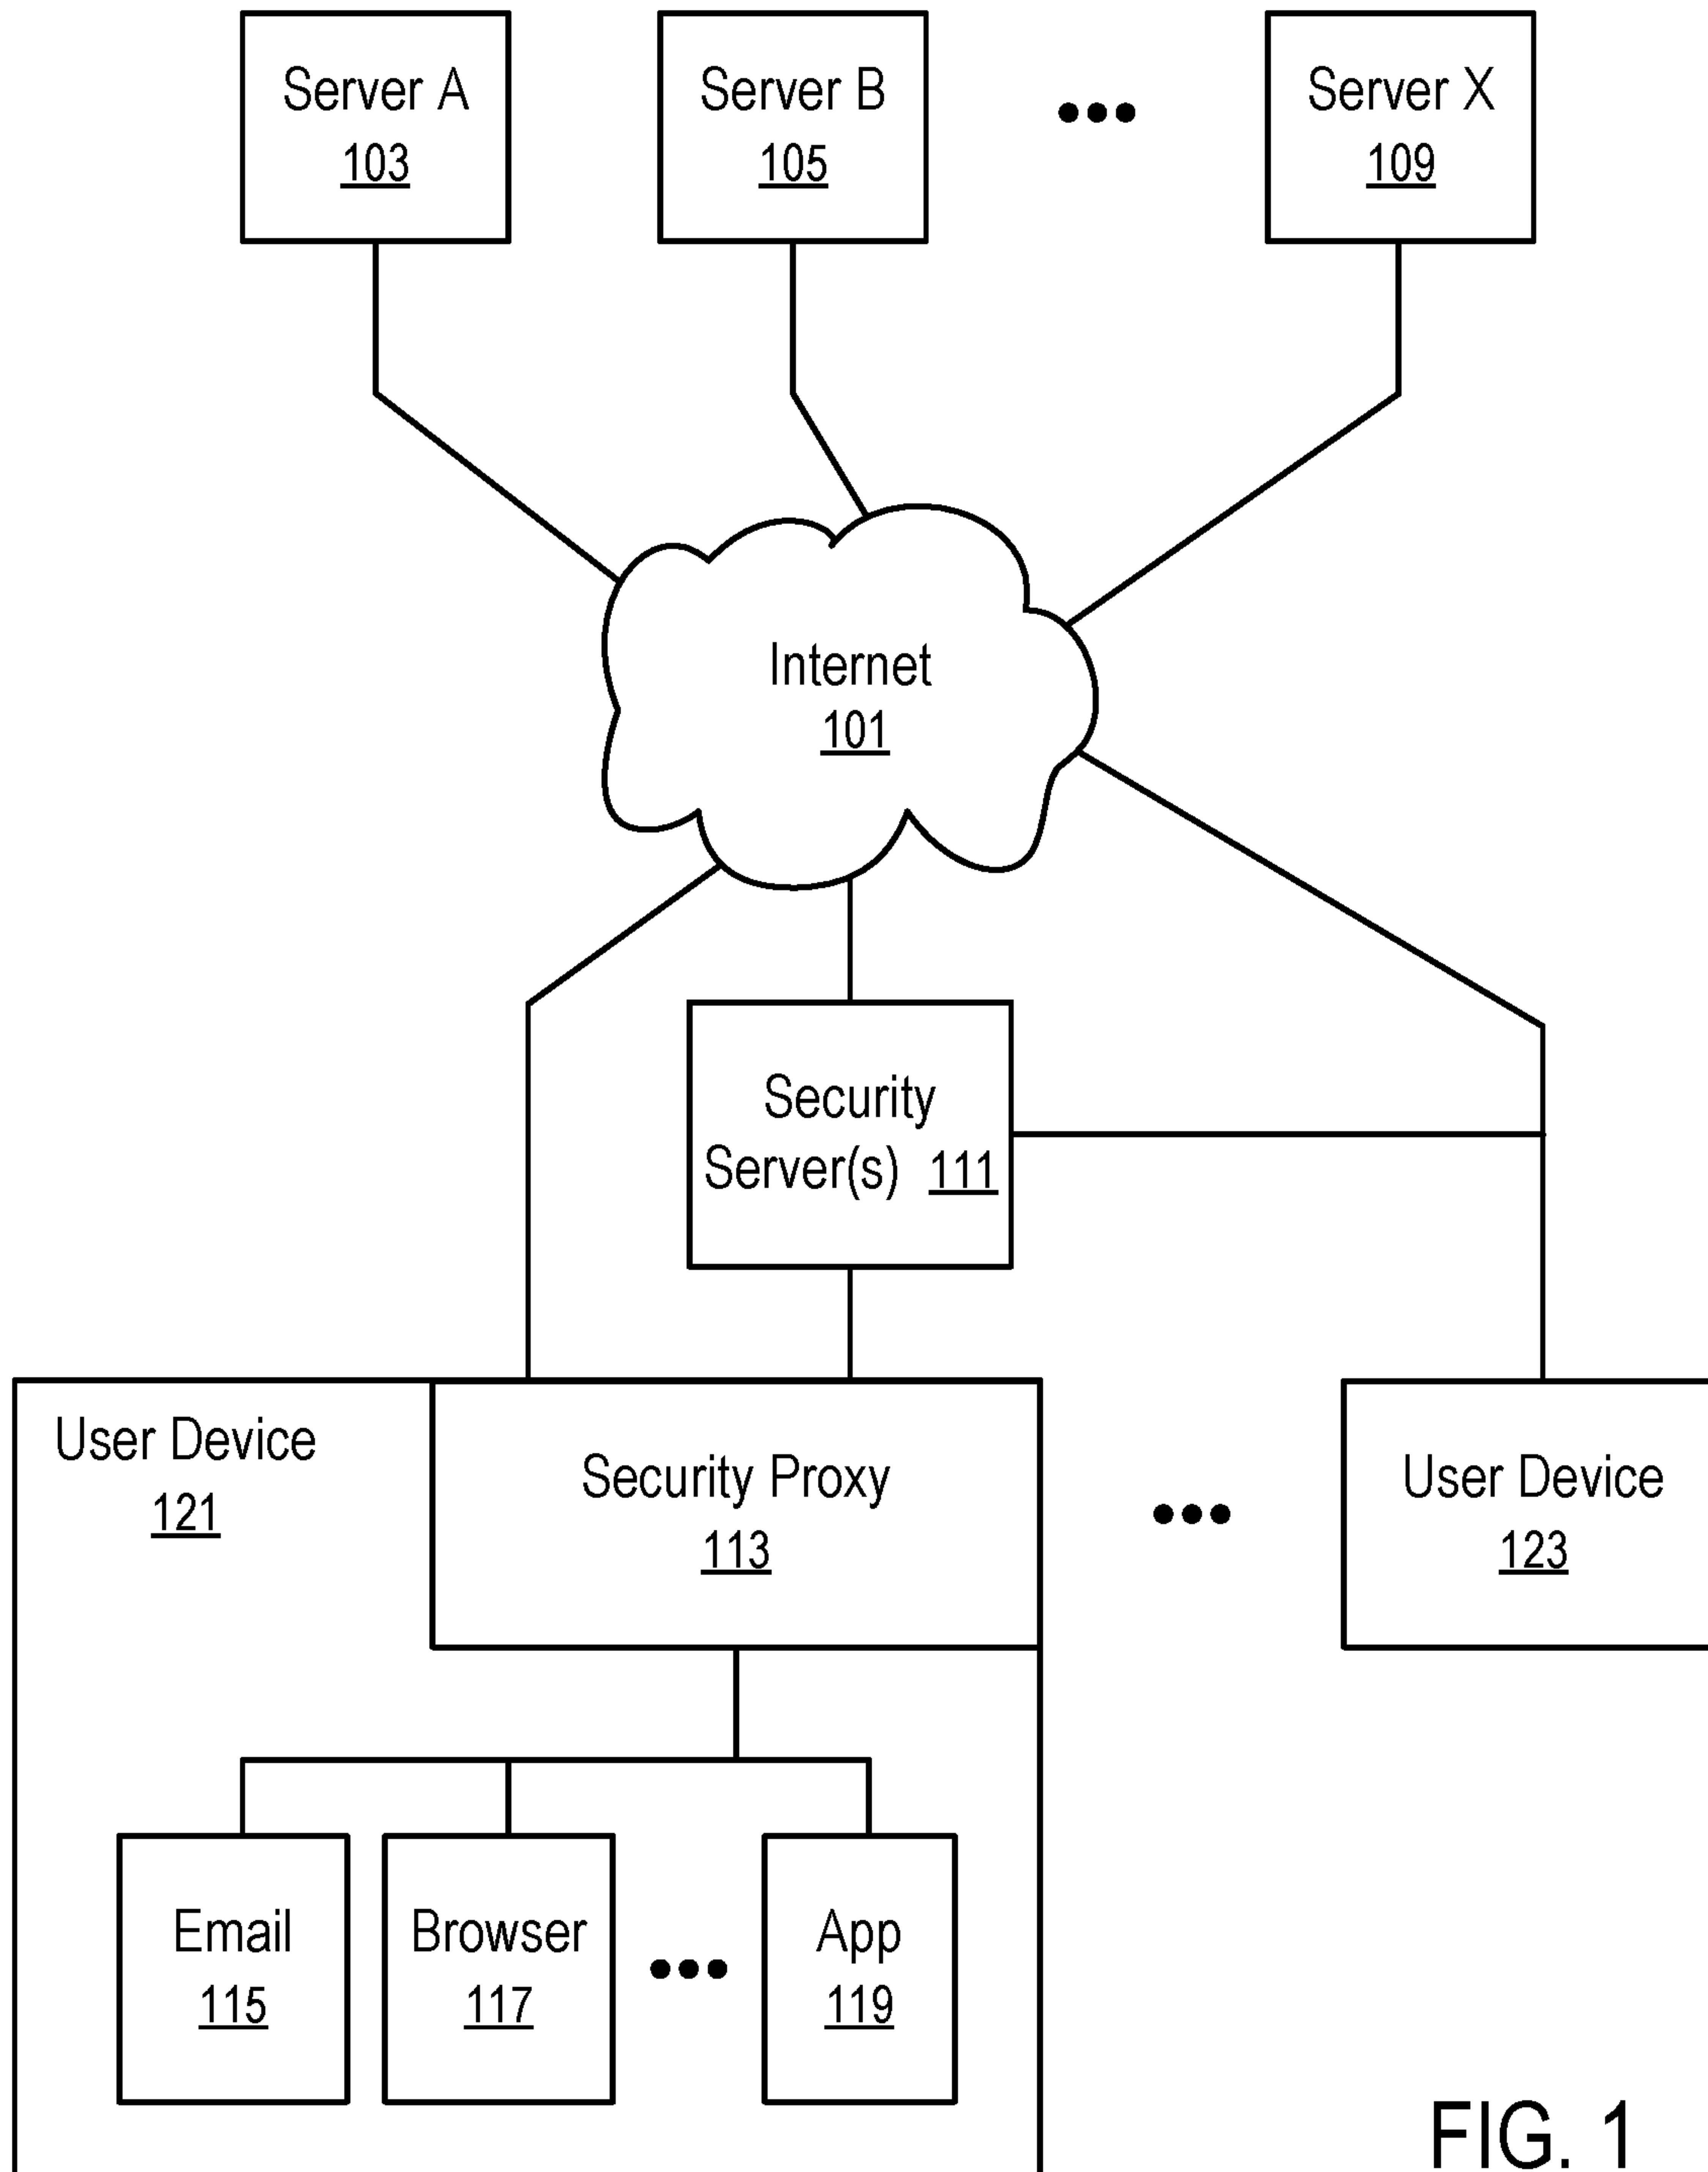 Server A
103
Server B
105
Server X
109
Internet
101
Security
Server(s) 111
User Device
121
Security Proxy
113
User Device
123
Email
115
Browser
117
App
119
FIG. 1